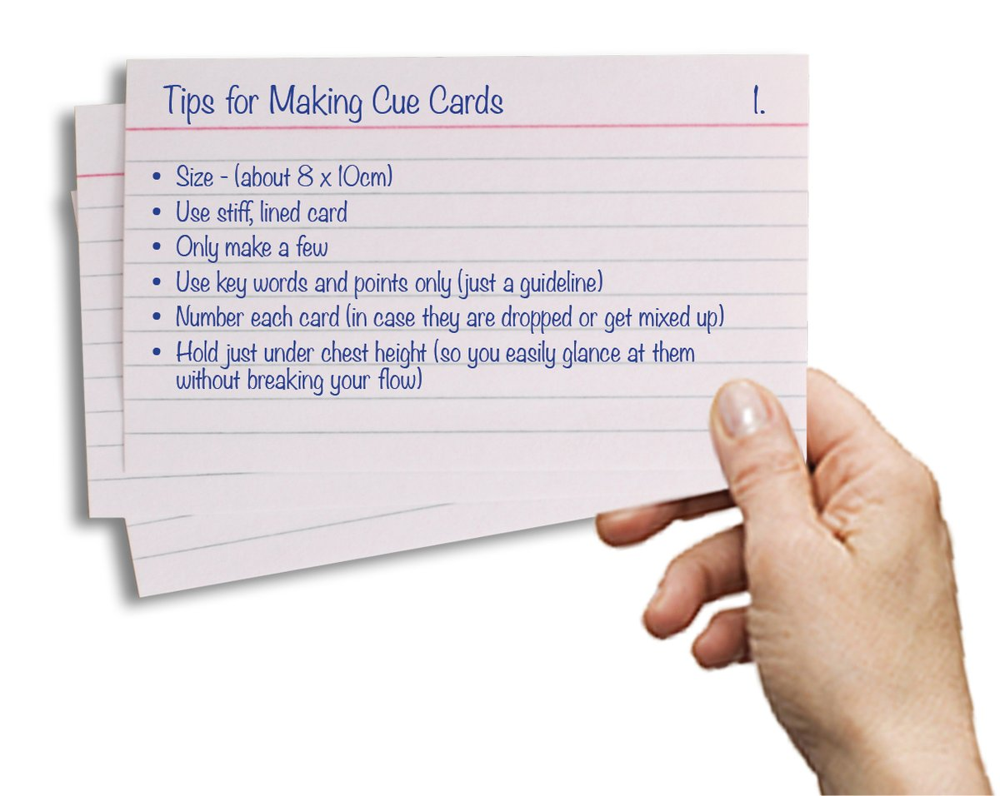 Tips for Making Cue Cards 1.
• Size - (about 8 x 10cm)
• Use stiff, lined card
• Only make a few
• Use key words and points only (just a guideline)
• Number each card (in case they are dropped or get mixed up)
• Hold just under chest height (so you easily glance at them
without breaking your flow)